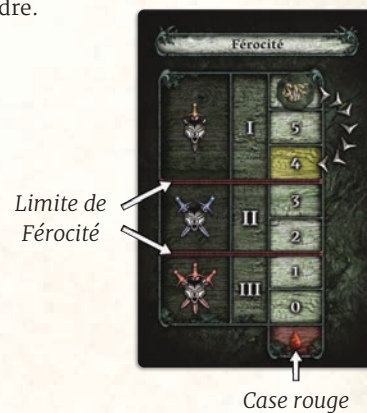 dre.
Férocité
I
5
4
Limite de
Férocité
3
II
2
1
III
0
Case rouge